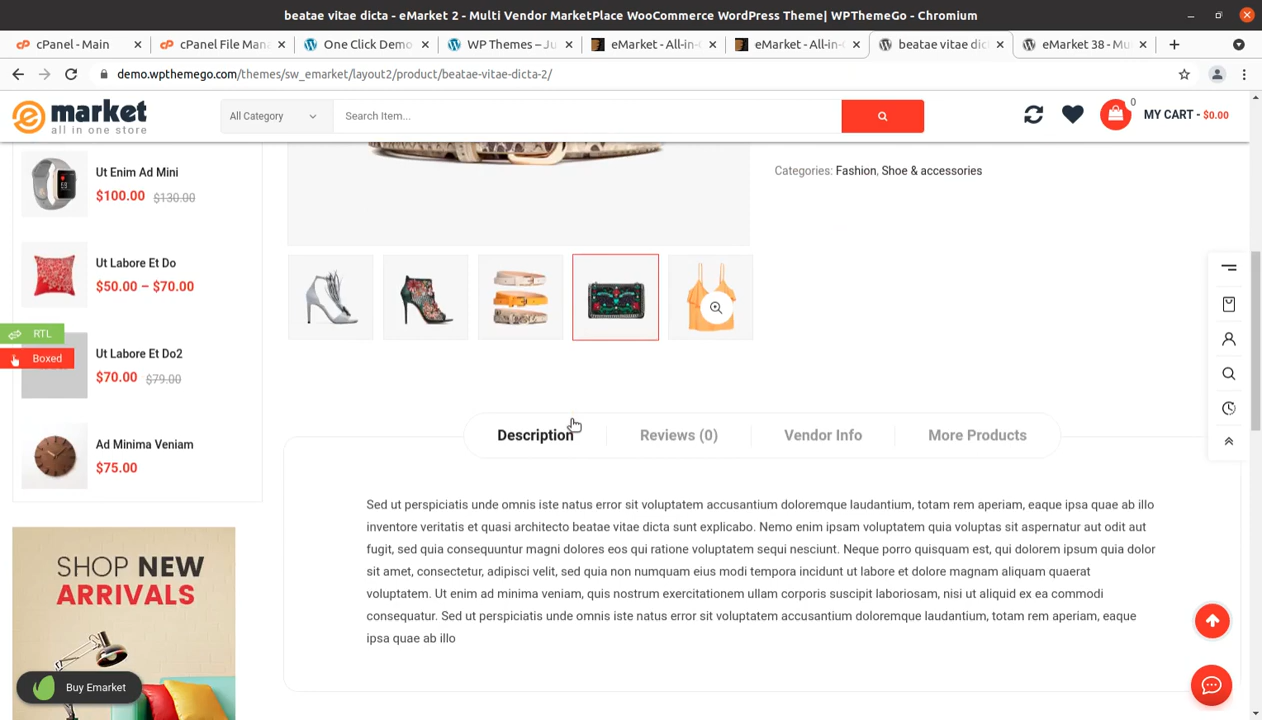 beatae vitae dicta - eMarket 2 - Multi Vendor MarketPlace WooCommerce WordPress Theme| WPThemeGo - Chromium
cPanel - Main
cPanel File Man
One Click Demo
WP Themes – Ju
eMarket - All-in-
eMarket - All-in-
beatae vitae dic
eMarket 38 - Mu
demo.wpthemego.com/themes/sw_emarket/layout2/product/beatae-vitae-dicta-2/
e market
all in one store
All Category
Search Item...
0
MY CART - $0.00
Ut Enim Ad Mini
$100.00 $130.00
Categories: Fashion, Shoe & accessories
Ut Labore Et Do
$50.00 – $70.00
RTL
Boxed
Ut Labore Et Do2
$70.00 $79.00
Ad Minima Veniam
$75.00
Description
Reviews (0)
Vendor Info
More Products
Sed ut perspiciatis unde omnis iste natus error sit voluptatem accusantium doloremque laudantium, totam rem aperiam, eaque ipsa quae ab illo
inventore veritatis et quasi architecto beatae vitae dicta sunt explicabo. Nemo enim ipsam voluptatem quia voluptas sit aspernatur aut odit aut
fugit, sed quia consequuntur magni dolores eos qui ratione voluptatem sequi nesciunt. Neque porro quisquam est, qui dolorem ipsum quia dolor
sit amet, consectetur, adipisci velit, sed quia non numquam eius modi tempora incidunt ut labore et dolore magnam aliquam quaerat
voluptatem. Ut enim ad minima veniam, quis nostrum exercitationem ullam corporis suscipit laboriosam, nisi ut aliquid ex ea commodi
consequatur. Sed ut perspiciatis unde omnis iste natus error sit voluptatem accusantium doloremque laudantium, totam rem aperiam, eaque
ipsa quae ab illo
SHOP NEW
ARRIVALS
Buy Emarket